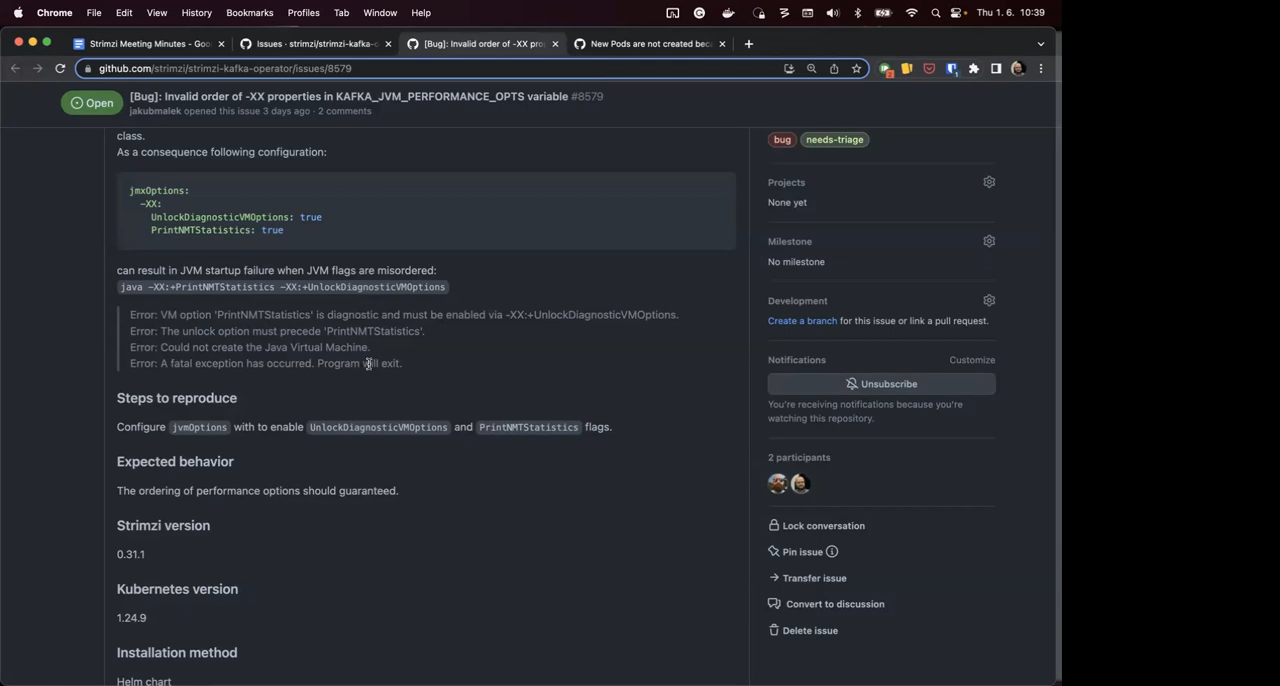 Chrome File Edit View History Bookmarks Profiles Tab Window Help Thu 1. 6. 10:39
Strimzi Meeting Minutes - Goo Issues · strimzi/strimzi-kafka-o [Bug]: Invalid order of -XX pro New Pods are not created beca
github.com/strimzi/strimzi-kafka-operator/issues/8579
Open [Bug]: Invalid order of -XX properties in KAFKA_JVM_PERFORMANCE_OPTS variable #8579
jakubmalek opened this issue 3 days ago · 2 comments
class.
As a consequence following configuration:
jmxOptions:
-XX:
UnlockDiagnosticVMOptions: true
PrintNMTStatistics: true
can result in JVM startup failure when JVM flags are misordered:
java -XX:+PrintNMTStatistics -XX:+UnlockDiagnosticVMOptions
Error: VM option 'PrintNMTStatistics' is diagnostic and must be enabled via -XX:+UnlockDiagnosticVMOptions.
Error: The unlock option must precede 'PrintNMTStatistics'.
Error: Could not create the Java Virtual Machine.
Error: A fatal exception has occurred. Program will exit.
Steps to reproduce
Configure jvmOptions with to enable UnlockDiagnosticVMOptions and PrintNMTStatistics flags.
Expected behavior
The ordering of performance options should guaranteed.
Strimzi version
0.31.1
Kubernetes version
1.24.9
Installation method
Helm chart
bug needs-triage
Projects
None yet
Milestone
No milestone
Development
Create a branch for this issue or link a pull request.
Notifications Customize
Unsubscribe
You're receiving notifications because you're
watching this repository.
2 participants
Lock conversation
Pin issue
Transfer issue
Convert to discussion
Delete issue